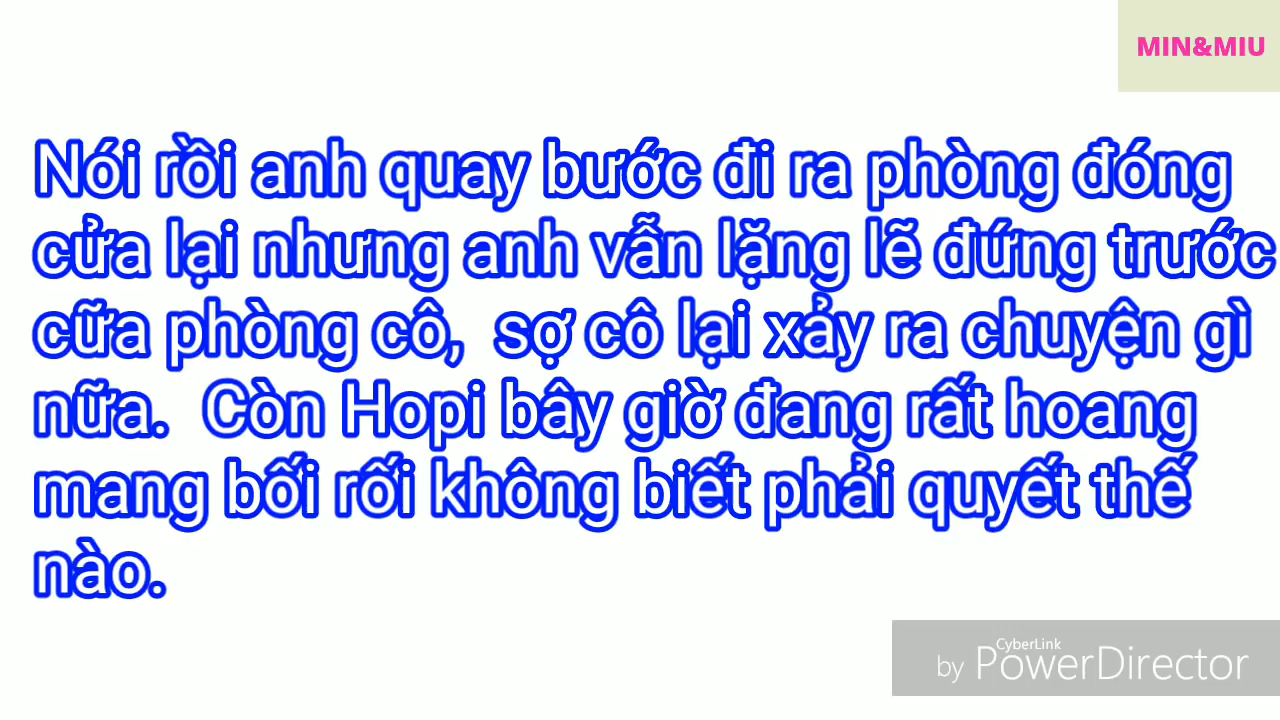 MIN&MIU
Nói rồi anh quay bước đi ra phòng đóng
cửa lại nhưng anh vẫn lặng lẽ đứng trước
cữa phòng cô, sợ cô lại xảy ra chuyện gì
nữa. Còn Hopi bây giờ đang rất hoang
mang bối rối không biết phải quyết thế
nào.
CyberLink
by PowerDirector